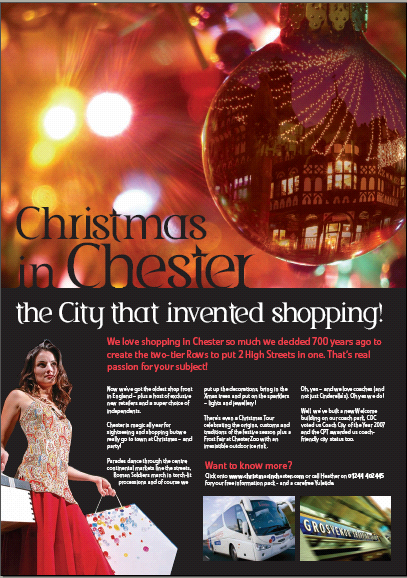 Christmas
in Chester
the City that invented shopping!
We love shopping in Chester so much we decided 700 years ago to
create the two-tier Rows to put 2 High Streets in one. That's real
passion for your subject!
Now we've got the oldest shop front
in England – plus a host of exclusive
new retailers and a super choice of
independents.
Chester is magic all year for
sightseeing and shopping but we
really go to town at Christmas – and
party!
Parades dance through the centre
continental markets line the streets,
Roman Soldiers march in torch-lit
processions and of course we
put up the decorations, bring in the
Xmas trees and put on the sparklers
– lights and jewellery!
There's even a Christmas Tour
celebrating the origins, customs and
traditions of the festive season plus a
Frost Fair at Chester Zoo with an
irresistible outdoor ice rink.
Oh, yes – and we love coaches (and
not just Cinderella's). Oh yes we do!
Well we've built a new Welcome
building on our coach park, CDC
voted us Coach City of the Year 2007
and the CPT awarded us coach-
friendly city status too.
Want to know more?
Click onto www.christmasinchester.com or call Heather on 01244 402445
for your free information pack – and a carefree Yuletide
GROSVENOR SHOPPING